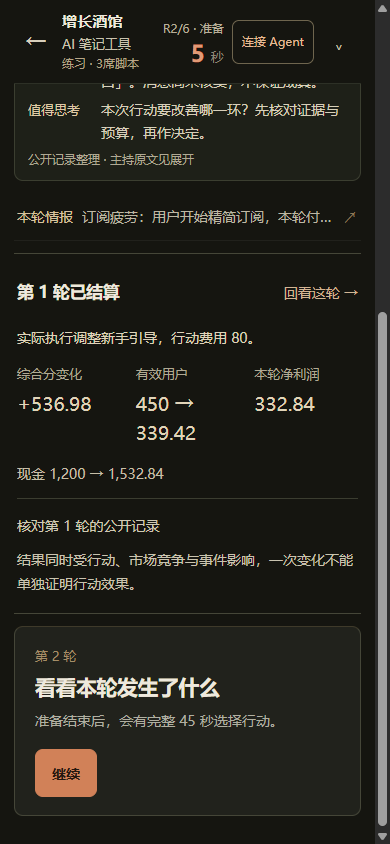 ←
增长酒馆
AI 笔记工具
练习 · 3席脚本
R2/6 · 准备
5 秒
连接 Agent
˅
值得思考
本次行动要改善哪一环？先核对证据与
预算，再作决定。
公开记录整理 · 主持原文见展开
本轮情报 订阅疲劳：用户开始精简订阅，本轮付... ↗
第 1 轮已结算
回看这轮 →
实际执行调整新手引导，行动费用 80。
综合分变化
+536.98
有效用户
450 →
339.42
本轮净利润
332.84
现金 1,200 → 1,532.84
核对第 1 轮的公开记录
结果同时受行动、市场竞争与事件影响，一次变化不能
单独证明行动效果。
第 2 轮
看看本轮发生了什么
准备结束后，会有完整 45 秒选择行动。
继续